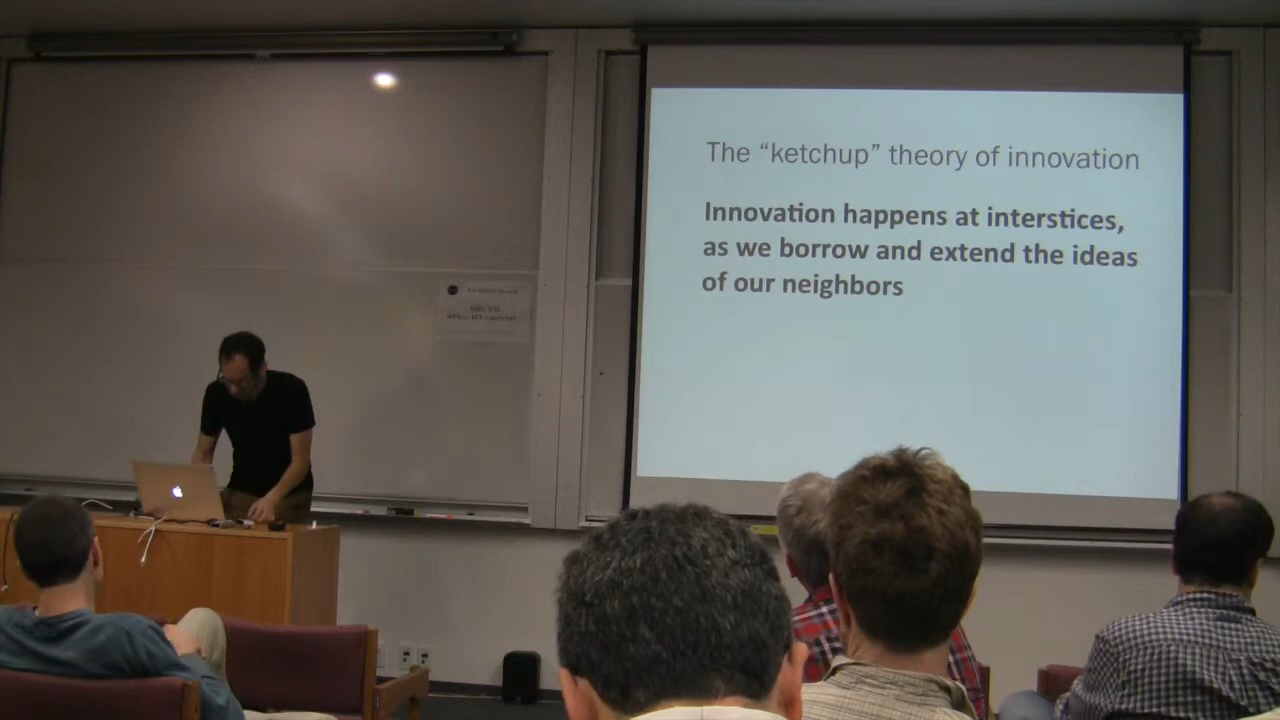 The “ketchup” theory of innovation
Innovation happens at interstices,
as we borrow and extend the ideas
of our neighbors